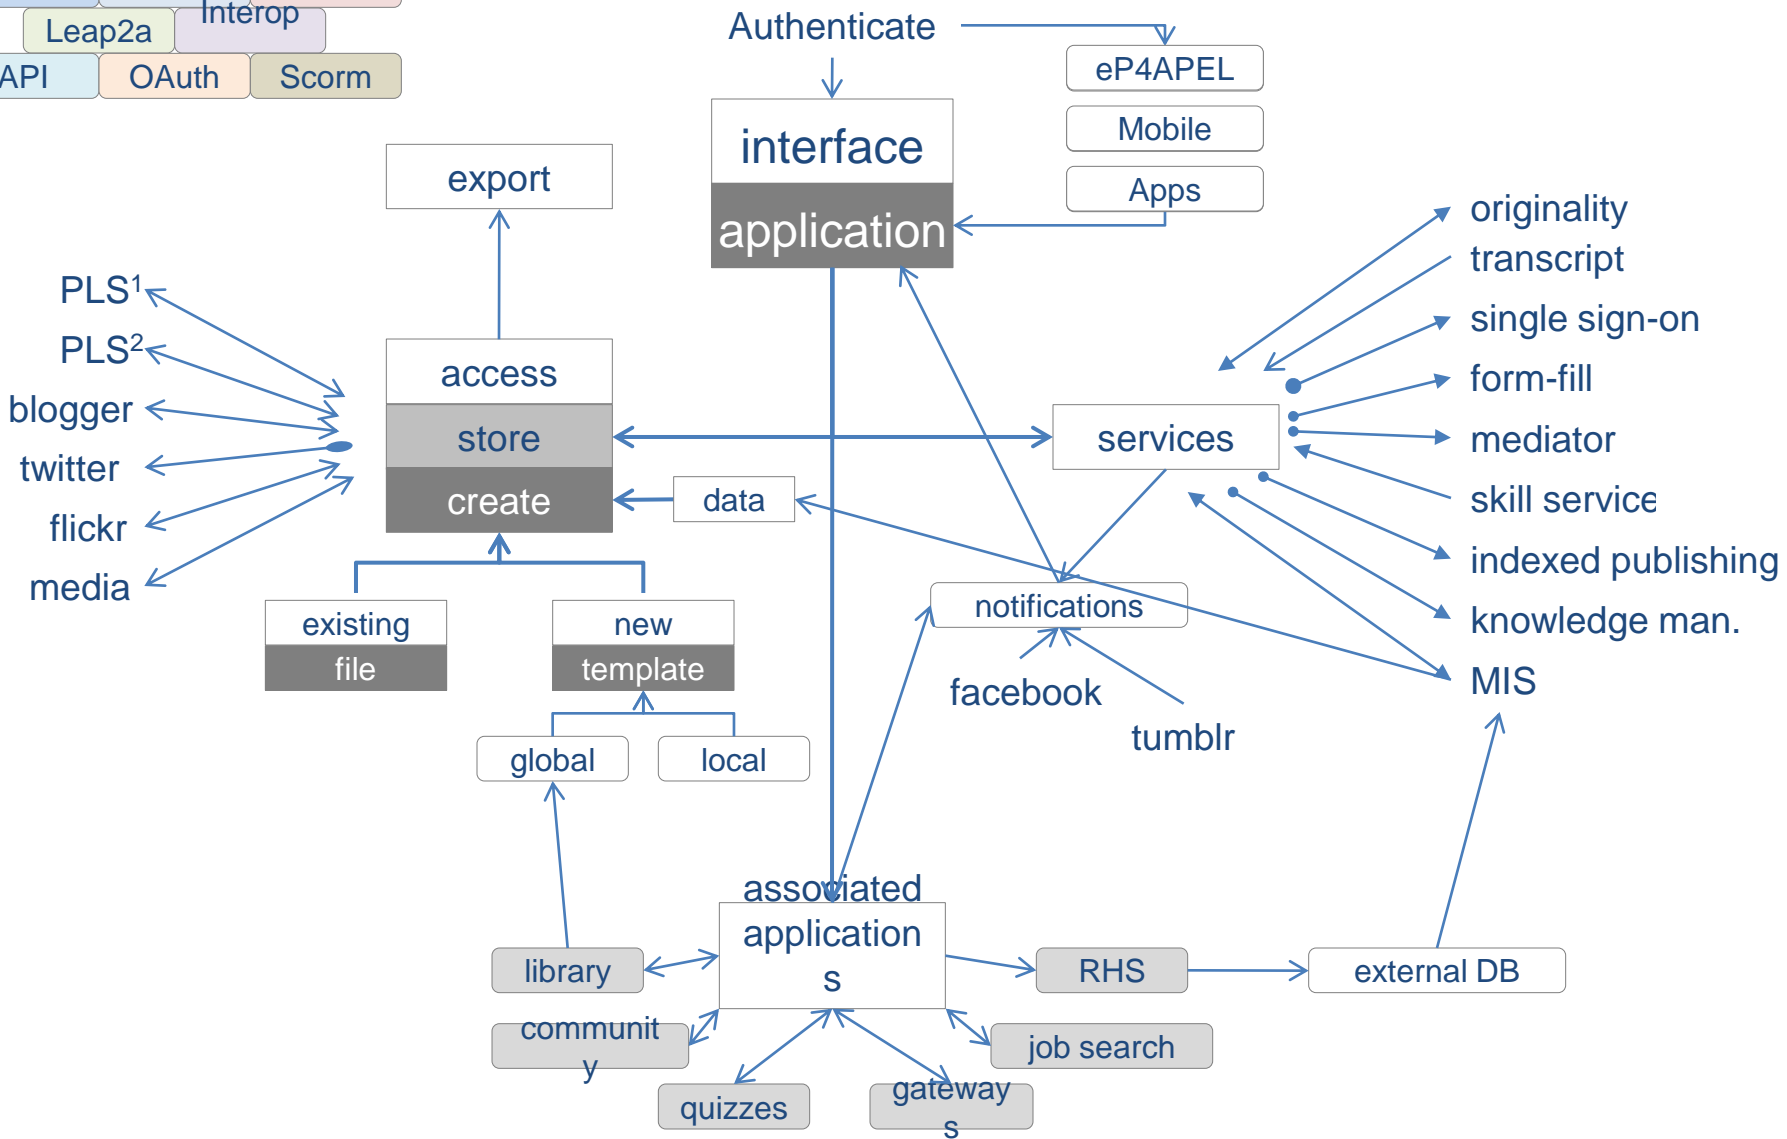 Interop
Leap2a
API
OAuth
Scorm
Authenticate
eP4APEL
Mobile
Apps
interface
application
export
access
store
create
data
PLS1
PLS2
blogger
twitter
flickr
media
existing
file
new
template
global
local
services
notifications
facebook
tumblr
originality
transcript
single sign-on
form-fill
mediator
skill service
indexed publishing
knowledge man.
MIS
associated
application
s
library
communit
y
quizzes
gateway
s
job search
RHS
external DB